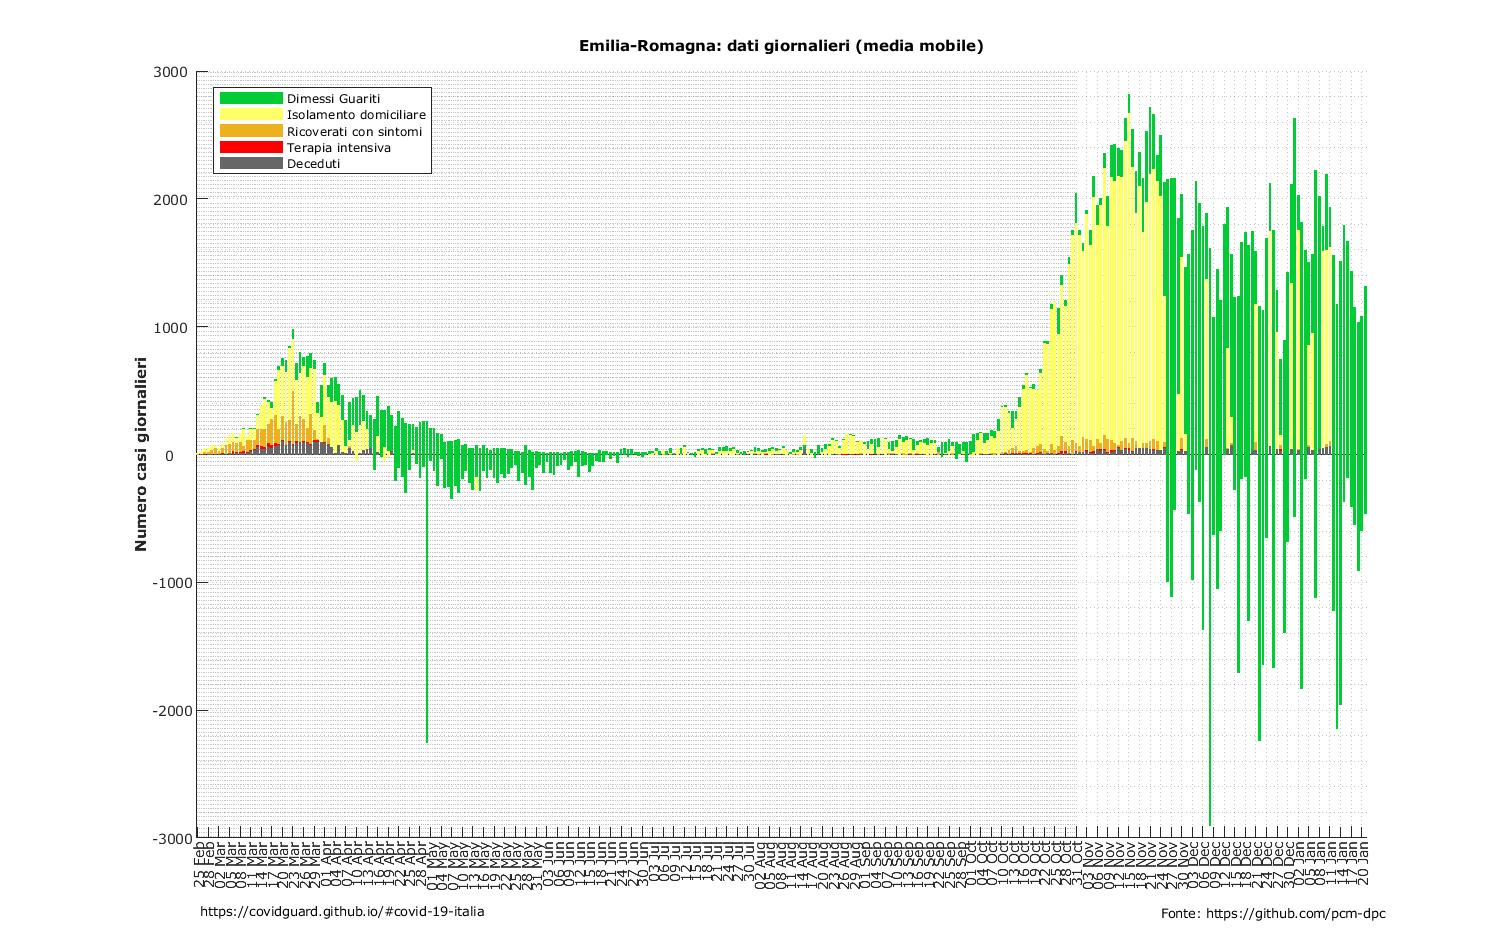 Emilia-Romagna: dati giornalieri (media mobile)
Dimessi Guariti
Isolamento domiciliare
Ricoverati con sintomi
Terapia intensiva
Deceduti
Numero casi giornalieri
3000
2000
1000
0
-1000
-2000
-3000
25 Feb
28 Feb
02 Mar
05 Mar
08 Mar
11 Mar
14 Mar
17 Mar
20 Mar
23 Mar
26 Mar
29 Mar
01 Apr
04 Apr
07 Apr
10 Apr
13 Apr
16 Apr
19 Apr
22 Apr
25 Apr
28 Apr
01 May
04 May
07 May
10 May
13 May
16 May
19 May
22 May
25 May
28 May
31 May
03 Jun
06 Jun
09 Jun
12 Jun
15 Jun
18 Jun
21 Jun
24 Jun
27 Jun
30 Jun
03 Jul
06 Jul
09 Jul
12 Jul
15 Jul
18 Jul
21 Jul
24 Jul
27 Jul
30 Jul
02 Aug
05 Aug
08 Aug
11 Aug
14 Aug
17 Aug
20 Aug
23 Aug
26 Aug
29 Aug
01 Sep
04 Sep
07 Sep
10 Sep
13 Sep
16 Sep
19 Sep
22 Sep
25 Sep
28 Sep
01 Oct
04 Oct
07 Oct
10 Oct
13 Oct
16 Oct
19 Oct
22 Oct
25 Oct
28 Oct
31 Oct
03 Nov
06 Nov
09 Nov
12 Nov
15 Nov
18 Nov
21 Nov
24 Nov
27 Nov
30 Nov
03 Dec
06 Dec
09 Dec
12 Dec
15 Dec
18 Dec
21 Dec
24 Dec
27 Dec
30 Dec
02 Jan
05 Jan
08 Jan
11 Jan
14 Jan
17 Jan
20 Jan
https://covidguard.github.io/#covid-19-italia
Fonte: https://github.com/pcm-dpc